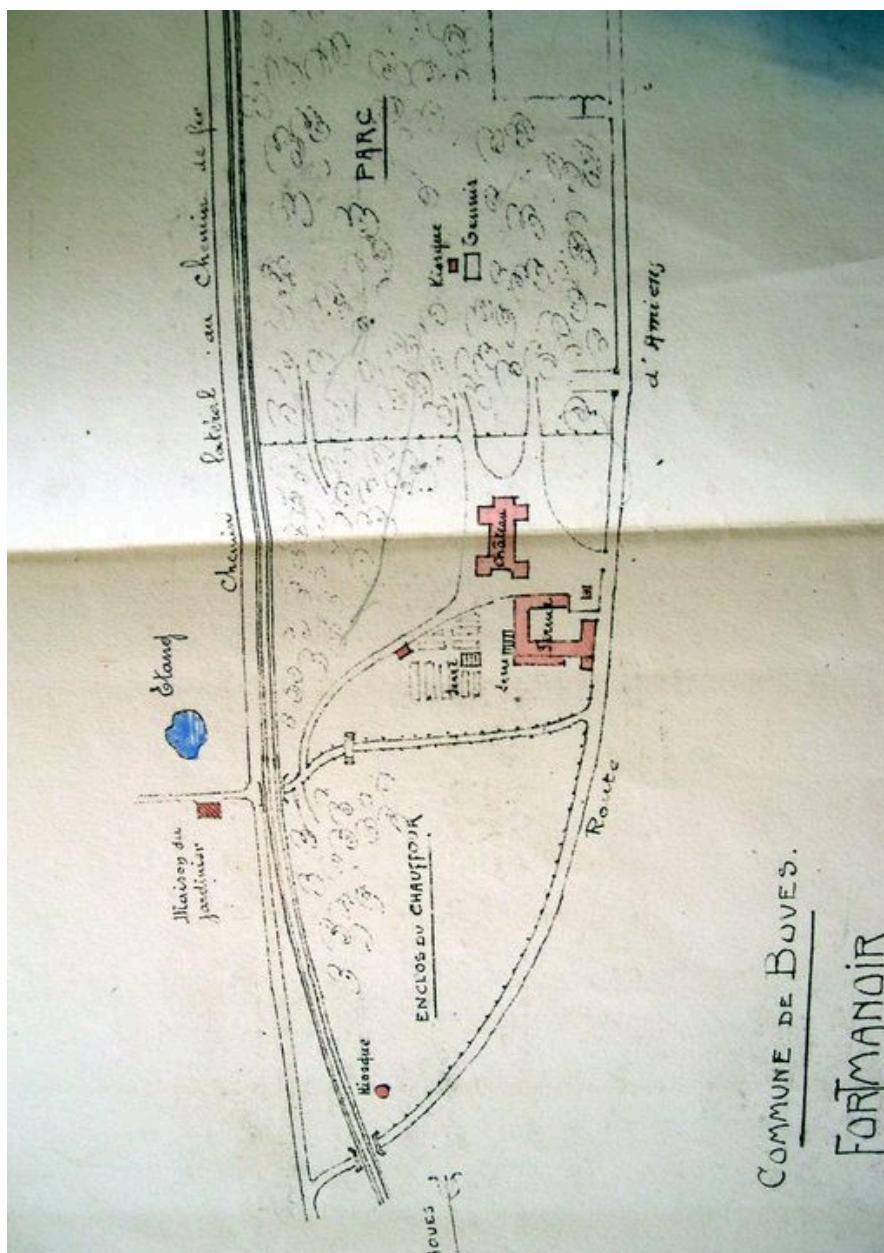 COMMUNE DE BOVES.
FORTMANOIR
Chemin latéral au Chemin de fer
PARC
Kiosque
Tennis
d'Amiens
Château
Ferme
Serre
Etang
Route
Maison du
Jardinier
ENCLOS DU CHAUFFOUR
Kiosque
BOVES